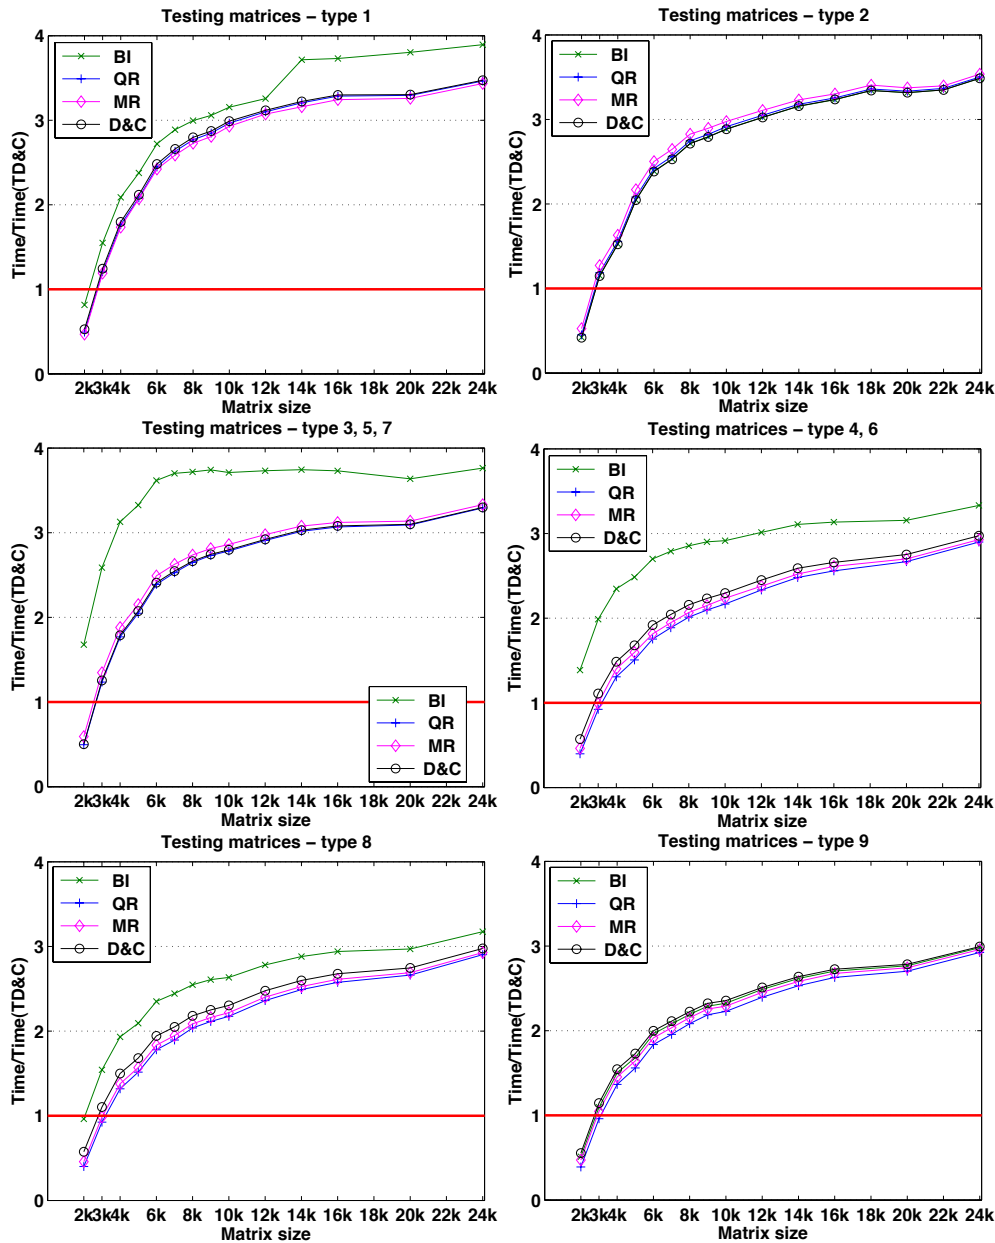 Testing matrices – type 1
Time/Time(TD&C)
4
3
2
1
0
BI
QR
MR
D&C
2k3k4k 6k 8k 10k 12k 14k 16k 18k 20k 22k 24k
Matrix size
Testing matrices – type 2
Time/Time(TD&C)
4
3
2
1
0
BI
QR
MR
D&C
2k3k4k 6k 8k 10k 12k 14k 16k 18k 20k 22k 24k
Matrix size
Testing matrices – type 3, 5, 7
Time/Time(TD&C)
4
3
2
1
0
BI
QR
MR
D&C
2k3k4k 6k 8k 10k 12k 14k 16k 18k 20k 22k 24k
Matrix size
Testing matrices – type 4, 6
Time/Time(TD&C)
4
3
2
1
0
BI
QR
MR
D&C
2k3k4k 6k 8k 10k 12k 14k 16k 18k 20k 22k 24k
Matrix size
Testing matrices – type 8
Time/Time(TD&C)
4
3
2
1
0
BI
QR
MR
D&C
2k3k4k 6k 8k 10k 12k 14k 16k 18k 20k 22k 24k
Matrix size
Testing matrices – type 9
Time/Time(TD&C)
4
3
2
1
0
BI
QR
MR
D&C
2k3k4k 6k 8k 10k 12k 14k 16k 18k 20k 22k 24k
Matrix size